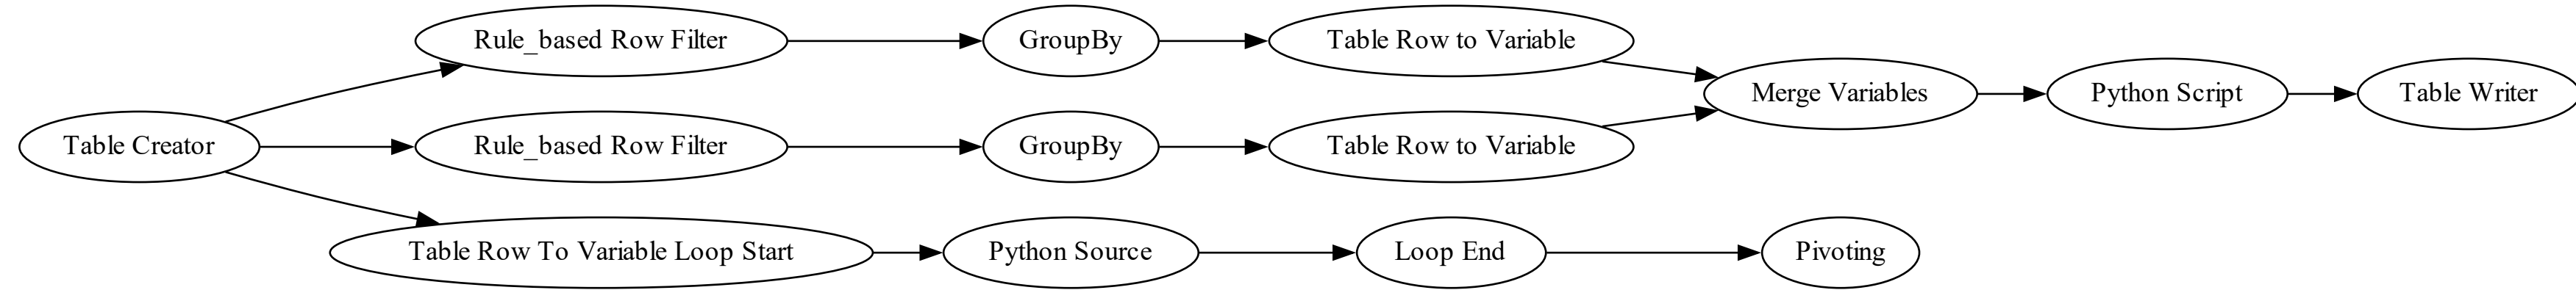 Rule_based Row Filter
GroupBy
Table Row to Variable
Merge Variables
Python Script
Table Writer
Table Creator
Rule_based Row Filter
GroupBy
Table Row to Variable
Table Row To Variable Loop Start
Python Source
Loop End
Pivoting